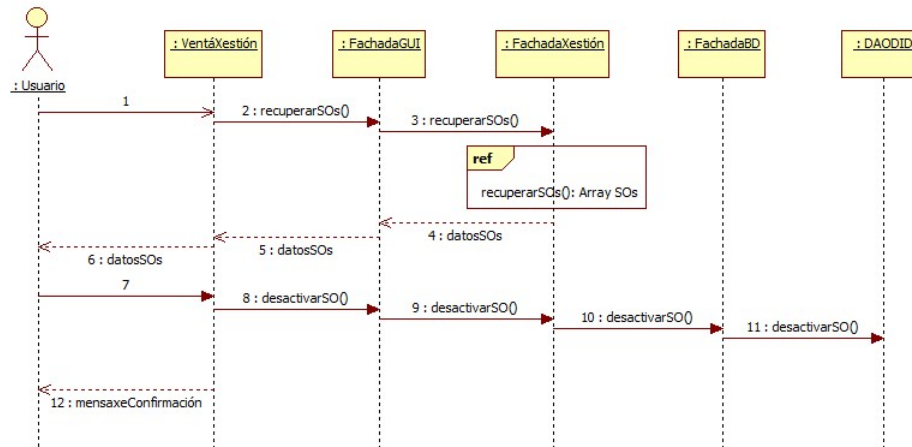 : VentáXestión
: FachadaGUI
: FachadaXestión
: FachadaBD
: DAODID
: Usuario
1
2 : recuperarSOs()
3 : recuperarSOs()
ref
recuperarSOs(): Array SOs
4 : datosSOs
5 : datosSOs
6 : datosSOs
7
8 : desactivarSO()
9 : desactivarSO()
10 : desactivarSO()
11 : desactivarSO()
12 : mensaxeConfirmación